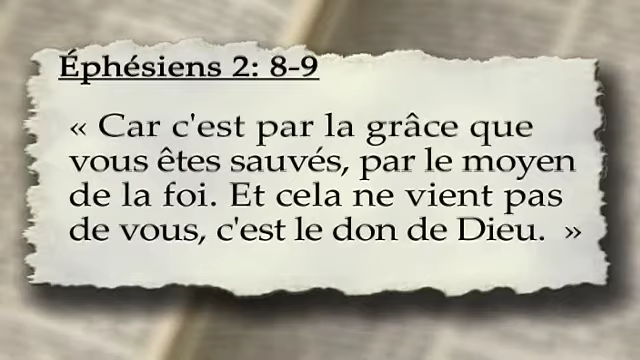 Éphésiens 2: 8-9
« Car c'est par la grâce que
vous êtes sauvés, par le moyen
de la foi. Et cela ne vient pas
de vous, c'est le don de Dieu. »